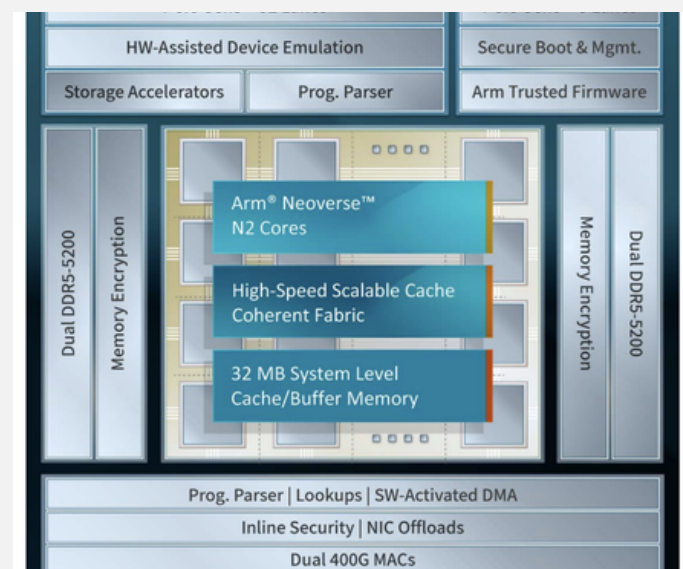 HW-Assisted Device Emulation
Secure Boot & Mgmt.
Storage Accelerators
Prog. Parser
Arm Trusted Firmware
Dual DDR5-5200
Memory Encryption
Arm® Neoverse™
N2 Cores
High-Speed Scalable Cache
Coherent Fabric
32 MB System Level
Cache/Buffer Memory
Memory Encryption
Dual DDR5-5200
Prog. Parser | Lookups | SW-Activated DMA
Inline Security | NIC Offloads
Dual 400G MACs